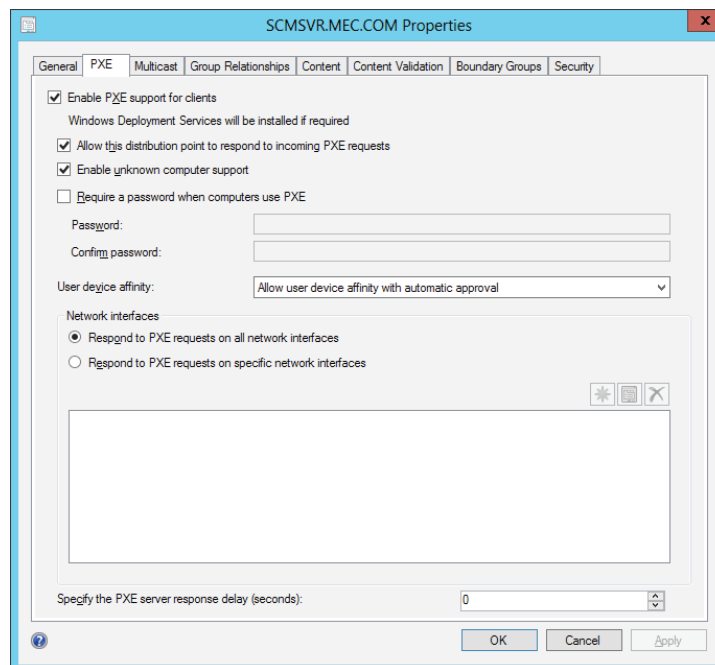 SCMSVR.MEC.COM Properties
x
General PXE Multicast Group Relationships Content Content Validation Boundary Groups Security
Enable PXE support for clients
Windows Deployment Services will be installed if required
Allow this distribution point to respond to incoming PXE requests
Enable unknown computer support
Require a password when computers use PXE
Password:
Confirm password:
User device affinity: Allow user device affinity with automatic approval
Network interfaces
Respond to PXE requests on all network interfaces
Respond to PXE requests on specific network interfaces
Specify the PXE server response delay (seconds): 0
? OK Cancel Apply